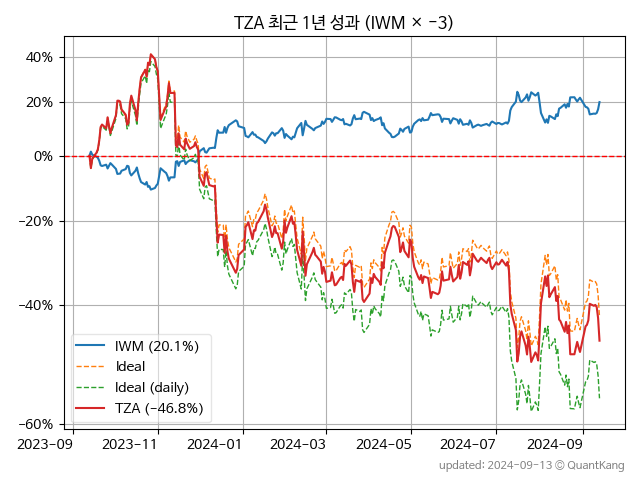 TZA 최근 1년 성과 (IWM × -3)
40%
20%
0%
-20%
-40%
-60%
IWM (20.1%)
Ideal
Ideal (daily)
TZA (-46.8%)
2023-09 2023-11 2024-01 2024-03 2024-05 2024-07 2024-09
updated: 2024-09-13 © QuantKang